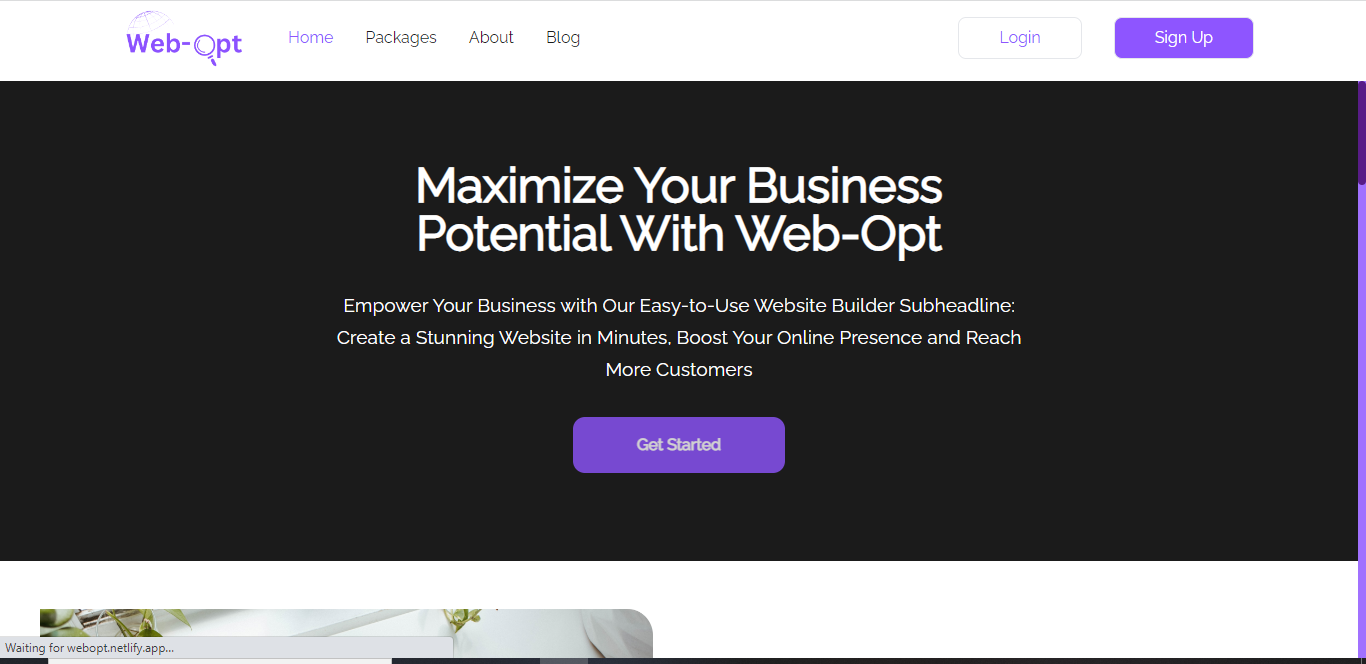 Web-Opt
Home
Packages
About
Blog
Login
Sign Up
Maximize Your Business
Potential With Web-Opt
Empower Your Business with Our Easy-to-Use Website Builder Subheadline:
Create a Stunning Website in Minutes, Boost Your Online Presence and Reach
More Customers
Get Started
Waiting for webopt.netlify.app...